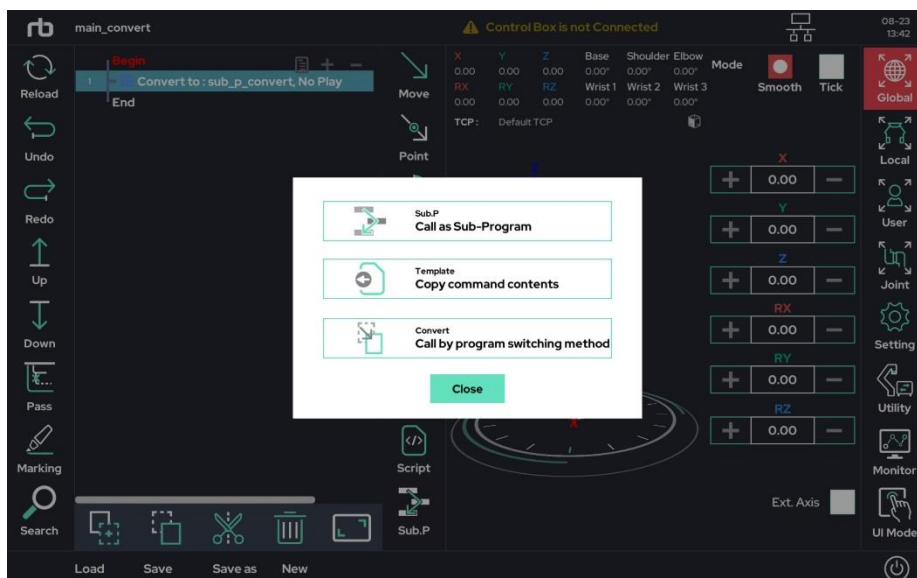 rb
main_convert
Control Box is not Connected
08-23
13:42
Reload
Undo
Redo
Up
Down
Pass
Marking
Search
Begin
1 Convert to : sub_p_convert, No Play
End
Move
Point
Script
Sub.P
X Y Z Base Shoulder Elbow
0.00 0.00 0.00 0.00° 0.00° 0.00°
RX RY RZ Wrist 1 Wrist 2 Wrist 3
0.00 0.00 0.00 0.00° 0.00° 0.00°
TCP : Default TCP
Mode
Smooth
Tick
Z
X
Sub.P
Call as Sub-Program
Template
Copy command contents
Convert
Call by program switching method
Close
X
+ 0.00 —
Y
+ 0.00 —
Z
+ 0.00 —
RX
+ 0.00 —
RY
+ 0.00 —
RZ
+ 0.00 —
Ext. Axis
Global
Local
User
Joint
Setting
Utility
Monitor
UI Mode
Load Save Save as New